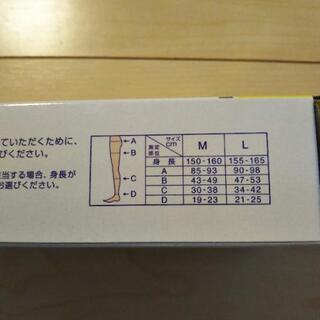 ていただくために、
びください。
当する場合、身長が
お選びください。
A
B
C
D
サイズ cm
測定部位
M L
身長 150-160 155-165
A 85-93 90-98
B 43-49 47-53
C 30-38 34-42
D 19-23 21-25